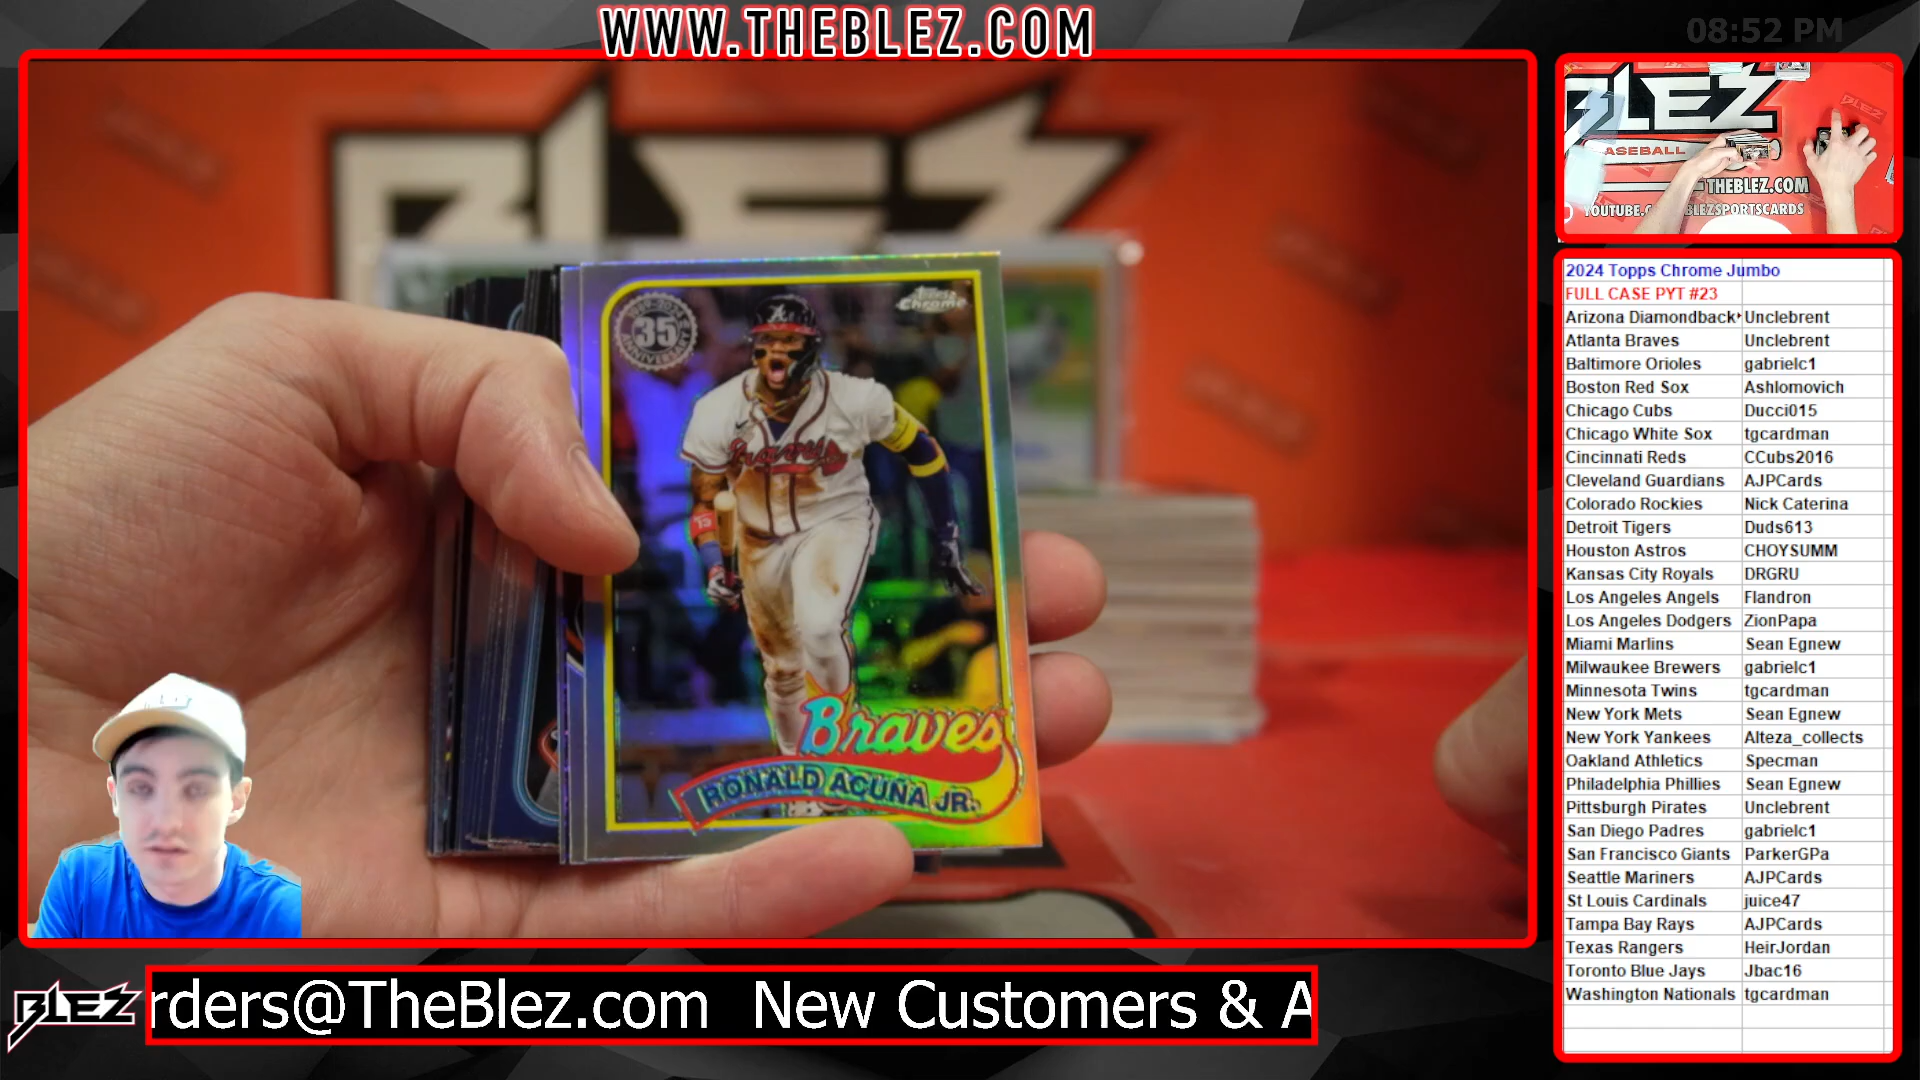 WWW.THEBLEZ.COM
08:52 PM
BLEZ
35
ANNIVERSARY
Topps
Chrome
A
Braves
13
Braves
RONALD ACUÑA JR.
BLEZ
BLEZ
BASEBALL
THEBLEZ.COM
BLEZSPORTSCARDS
2024 Topps Chrome Jumbo
FULL CASE PYT #23
Arizona Diamondback Unclebrent
Atlanta Braves Unclebrent
Baltimore Orioles gabrielc1
Boston Red Sox Ashlomovich
Chicago Cubs Ducci015
Chicago White Sox tgcardman
Cincinnati Reds CCubs2016
Cleveland Guardians AJPCards
Colorado Rockies Nick Caterina
Detroit Tigers Duds613
Houston Astros CHOYSUMM
Kansas City Royals DRGRU
Los Angeles Angels Flandron
Los Angeles Dodgers ZionPapa
Miami Marlins Sean Egnew
Milwaukee Brewers gabrielc1
Minnesota Twins tgcardman
New York Mets Sean Egnew
New York Yankees Alteza_collects
Oakland Athletics Specman
Philadelphia Phillies Sean Egnew
Pittsburgh Pirates Unclebrent
San Diego Padres gabrielc1
San Francisco Giants ParkerGPa
Seattle Mariners AJPCards
St Louis Cardinals juice47
Tampa Bay Rays AJPCards
Texas Rangers HeirJordan
Toronto Blue Jays Jbac16
Washington Nationals tgcardman
BLEZ
rders@TheBlez.com New Customers & A